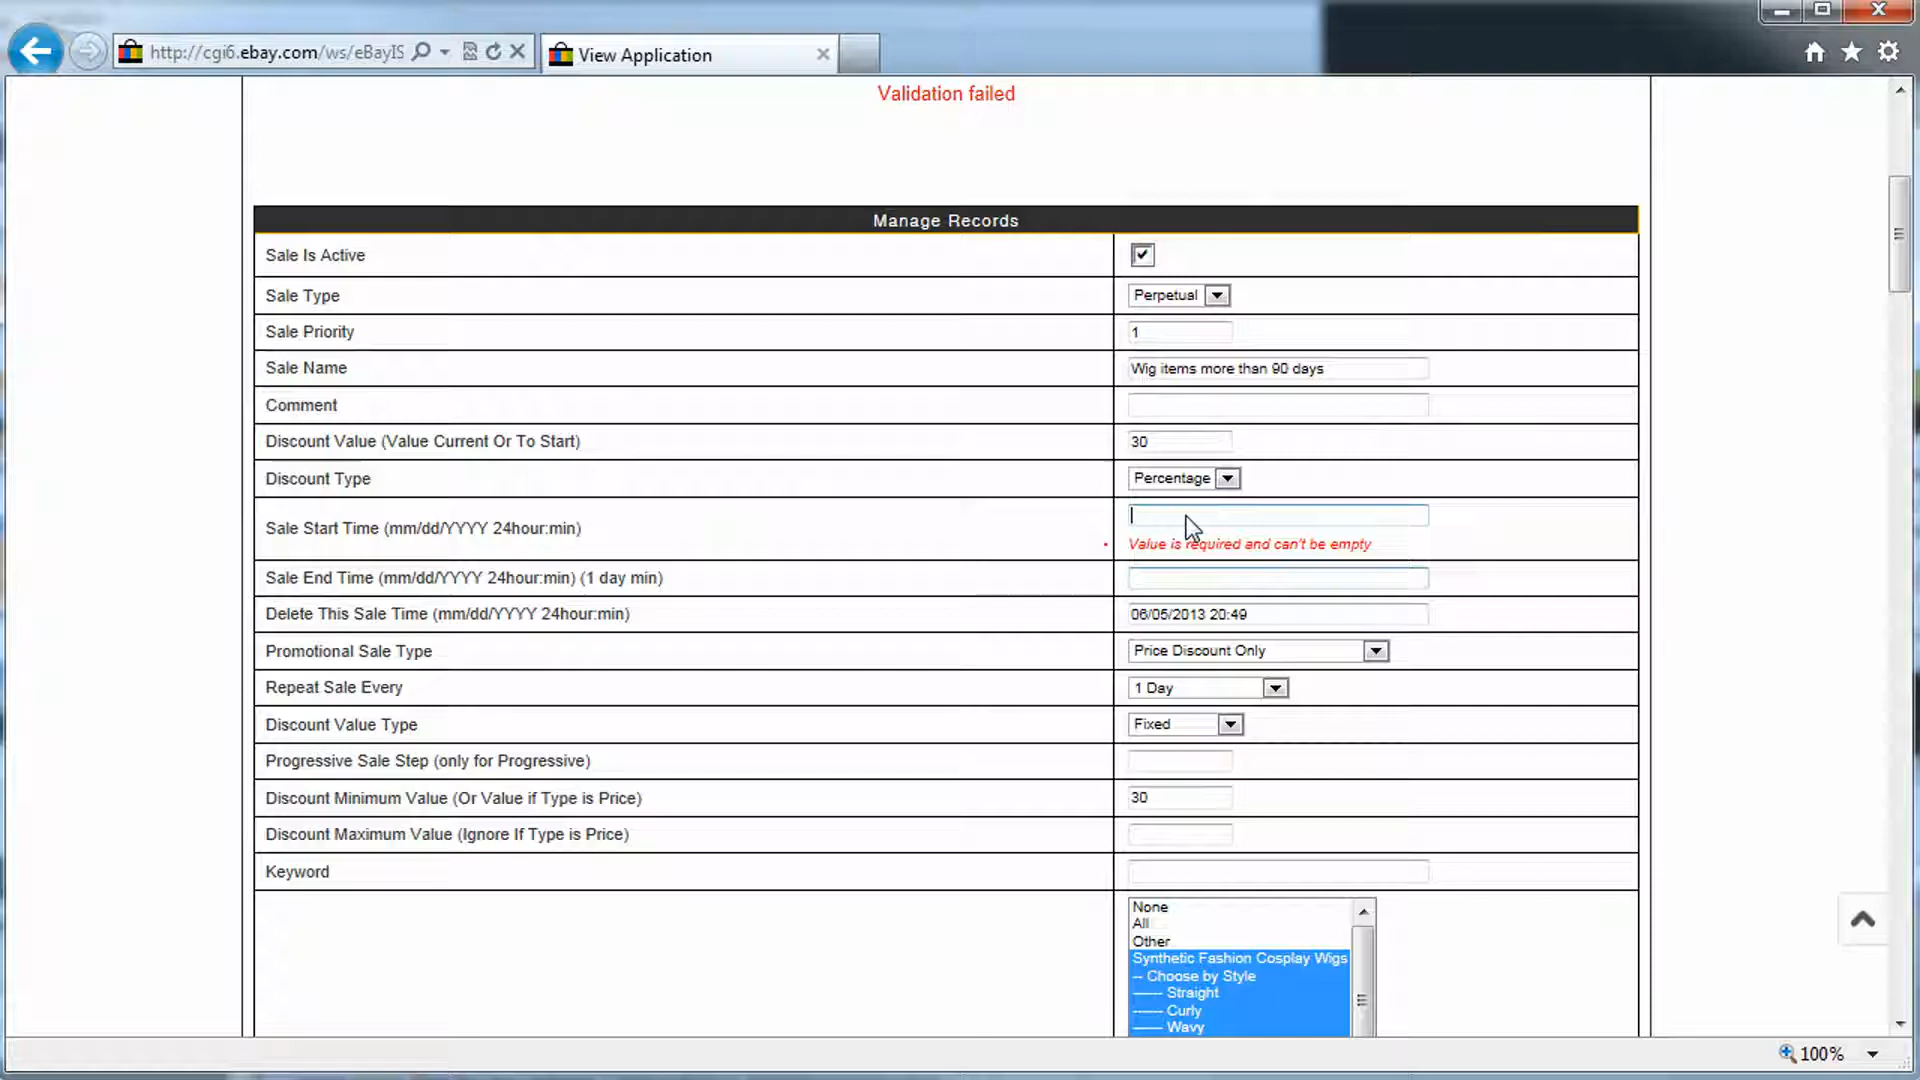 http://cgi6.ebay.com/ws/eBayIS
View Application
Validation failed
Manage Records
Sale Is Active
Sale Type
Perpetual
Sale Priority
1
Sale Name
Wig items more than 90 days
Comment
Discount Value (Value Current Or To Start)
30
Discount Type
Percentage
Sale Start Time (mm/dd/YYYY 24hour:min)
Value is required and can't be empty
Sale End Time (mm/dd/YYYY 24hour:min) (1 day min)
Delete This Sale Time (mm/dd/YYYY 24hour:min)
06/05/2013 20:49
Promotional Sale Type
Price Discount Only
Repeat Sale Every
1 Day
Discount Value Type
Fixed
Progressive Sale Step (only for Progressive)
Discount Minimum Value (Or Value if Type is Price)
30
Discount Maximum Value (Ignore If Type is Price)
Keyword
None
All
Other
Synthetic Fashion Cosplay Wigs
-- Choose by Style
------ Straight
------ Curly
------ Wavy
100%